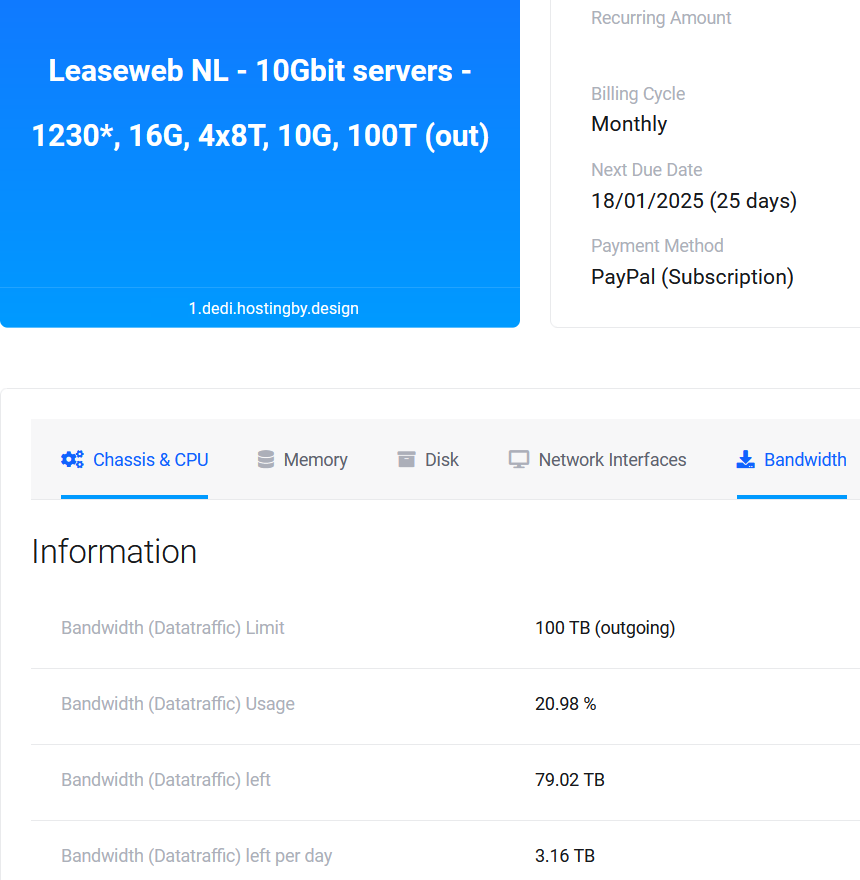 Leaseweb NL - 10Gbit servers -
1230*, 16G, 4x8T, 10G, 100T (out)
1.dedi.hostingby.design
Recurring Amount
Billing Cycle
Monthly
Next Due Date
18/01/2025 (25 days)
Payment Method
PayPal (Subscription)
Chassis & CPU
Memory
Disk
Network Interfaces
Bandwidth
Information
Bandwidth (Datatraffic) Limit
100 TB (outgoing)
Bandwidth (Datatraffic) Usage
20.98 %
Bandwidth (Datatraffic) left
79.02 TB
Bandwidth (Datatraffic) left per day
3.16 TB